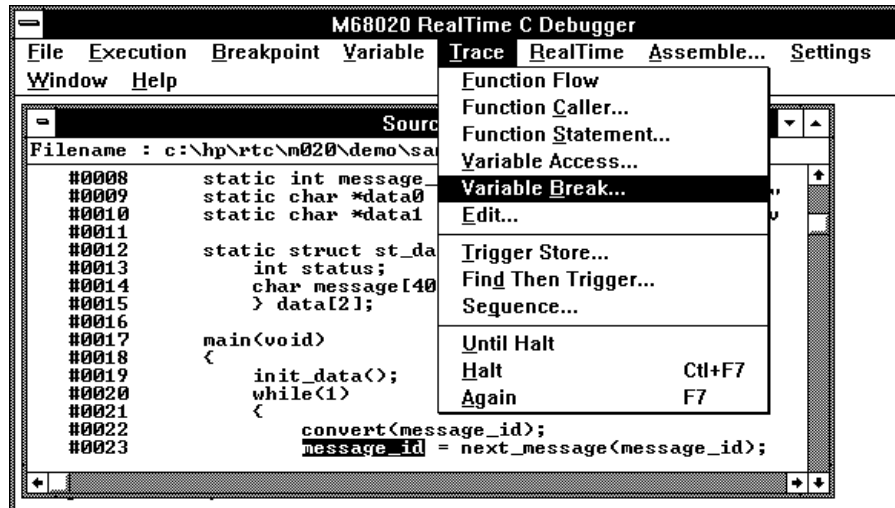 M68020 RealTime C Debugger
File Execution Breakpoint Variable Trace RealTime Assemble... Settings
Window Help
Function Flow
Function Caller...
Function Statement...
Variable Access...
Variable Break...
Edit...
Trigger Store...
Find Then Trigger...
Sequence...
Until Halt
Halt Ctl+F7
Again F7
Sourc
Filename : c:\hp\rtc\m020\demo\sa
#0008 static int message_
#0009 static char *data0
#0010 static char *data1
#0011
#0012 static struct st_da
#0013 int status;
#0014 char message[40
#0015 } data[2];
#0016
#0017 main(void)
#0018 {
#0019 init_data();
#0020 while(1)
#0021 {
#0022 convert(message_id);
#0023 message_id = next_message(message_id);